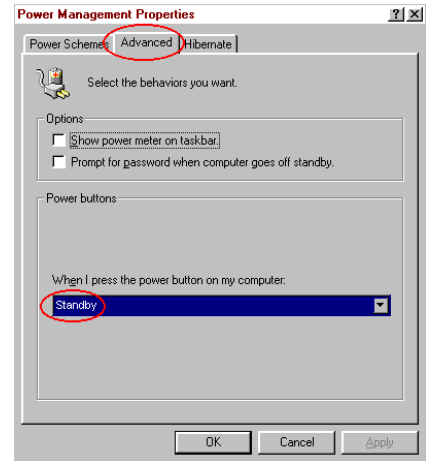 Power Management Properties
Power Schemes Advanced Hibernate
Select the behaviors you want.
Options
Show power meter on taskbar.
Prompt for password when computer goes off standby.
Power buttons
When I press the power button on my computer:
Standby
OK Cancel Apply